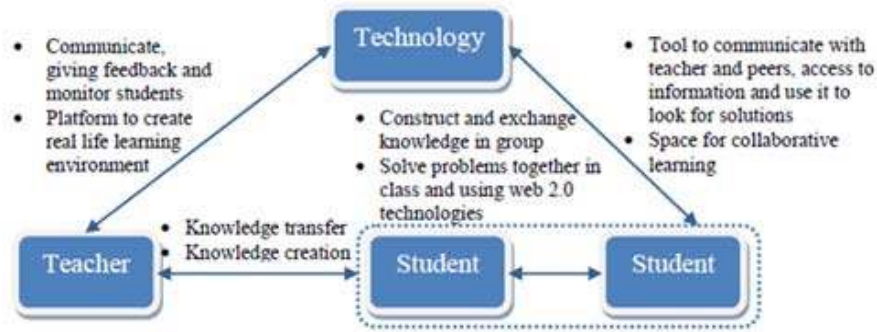 Technology
• Communicate,
giving feedback and
monitor students
• Platform to create
real life learning
environment
• Construct and exchange
knowledge in group
• Solve problems together in
class and using web 2.0
technologies
• Tool to communicate with
teacher and peers, access to
information and use it to
look for solutions
• Space for collaborative
learning
• Knowledge transfer
• Knowledge creation
Teacher
Student
Student